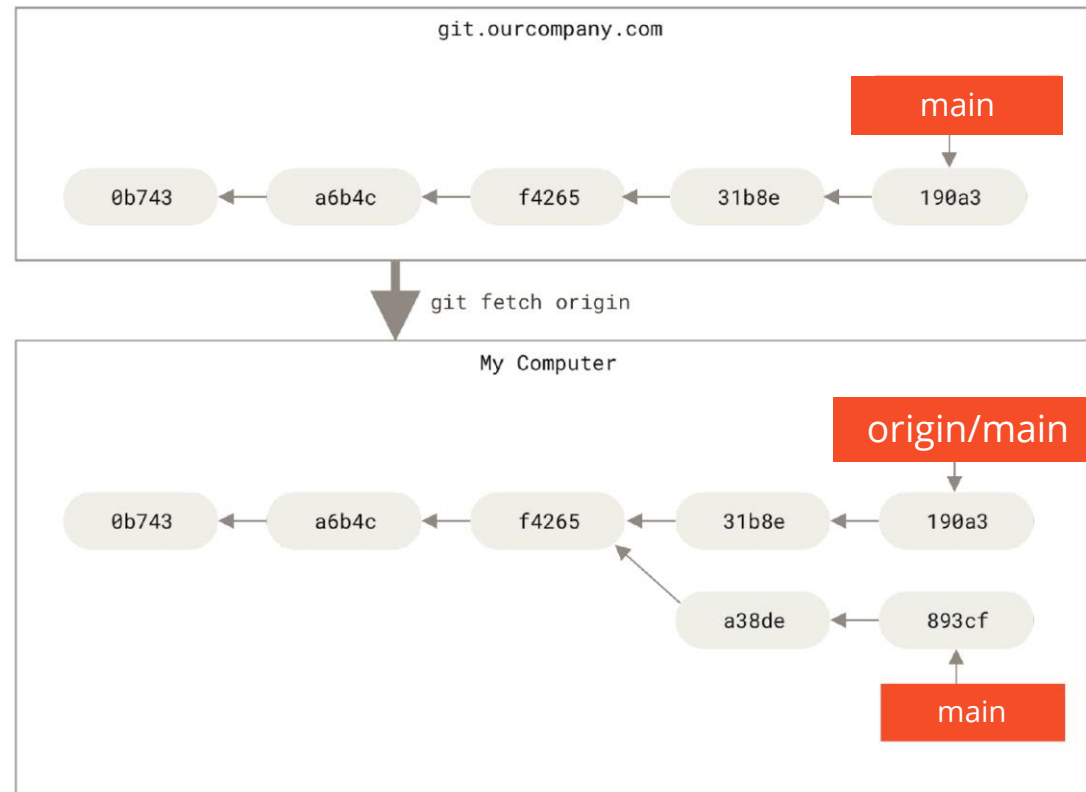 git.ourcompany.com
main
0b743 a6b4c f4265 31b8e 190a3
git fetch origin
My Computer
origin/main
0b743 a6b4c f4265 31b8e 190a3
a38de 893cf
main